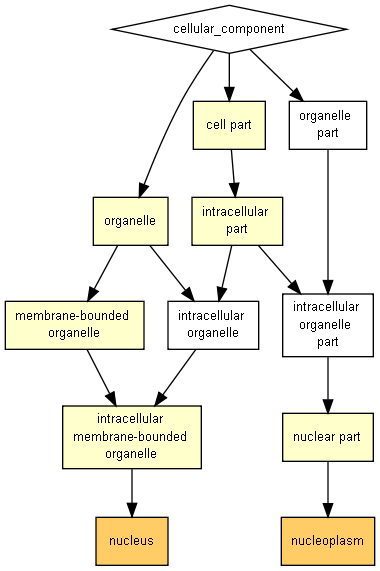 cellular_component
cell part
organelle
part
organelle
intracellular
part
membrane-bounded
organelle
intracellular
organelle
intracellular
organelle
part
intracellular
membrane-bounded
organelle
nuclear part
nucleus
nucleoplasm